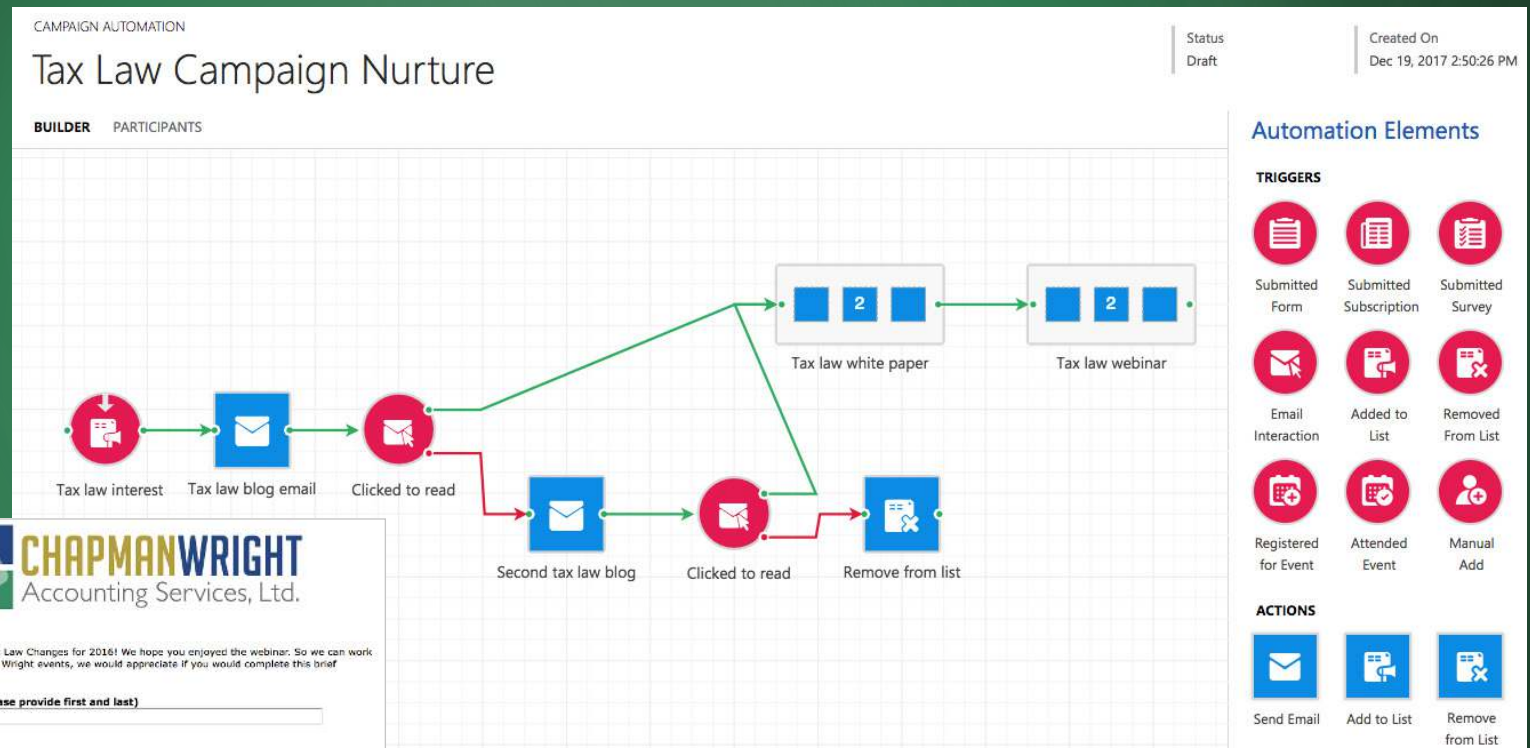 CAMPAIGN AUTOMATION
Tax Law Campaign Nurture
Status
Draft
Created On
Dec 19, 2017 2:50:26 PM
BUILDER PARTICIPANTS
Automation Elements
TRIGGERS
Submitted
Form
Submitted
Subscription
Submitted
Survey
Email
Interaction
Added to
List
Removed
From List
Registered
for Event
Attended
Event
Manual
Add
ACTIONS
Send Email
Add to List
Remove
from List
2
Tax law white paper
2
Tax law webinar
Tax law interest
Tax law blog email
Clicked to read
Second tax law blog
Clicked to read
Remove from list
CHAPMANWRIGHT
Accounting Services, Ltd.
Law Changes for 2016! We hope you enjoyed the webinar. So we can work
Wright events, we would appreciate if you would complete this brief
ase provide first and last)